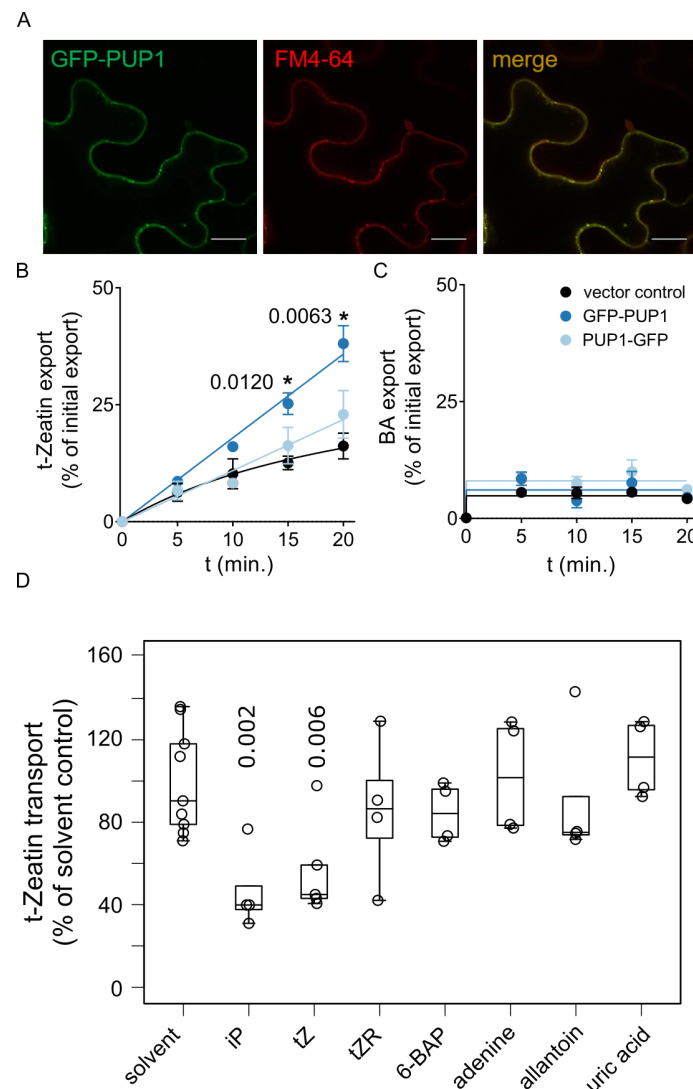 A
GFP-PUP1
FM4-64
merge
B
C
50
25
0
t-Zeatin export
(% of initial export)
0.0120 *
0.0063 *
0 5 10 15 20
t (min.)
50
25
0
BA export
(% of initial export)
vector control
GFP-PUP1
PUP1-GFP
0 5 10 15 20
t (min.)
D
t-Zeatin transport
(% of solvent control)
160
120
80
40
0
0.002
0.006
solvent
iP
tZ
tZR
6-BAP
adenine
allantoin
uric acid